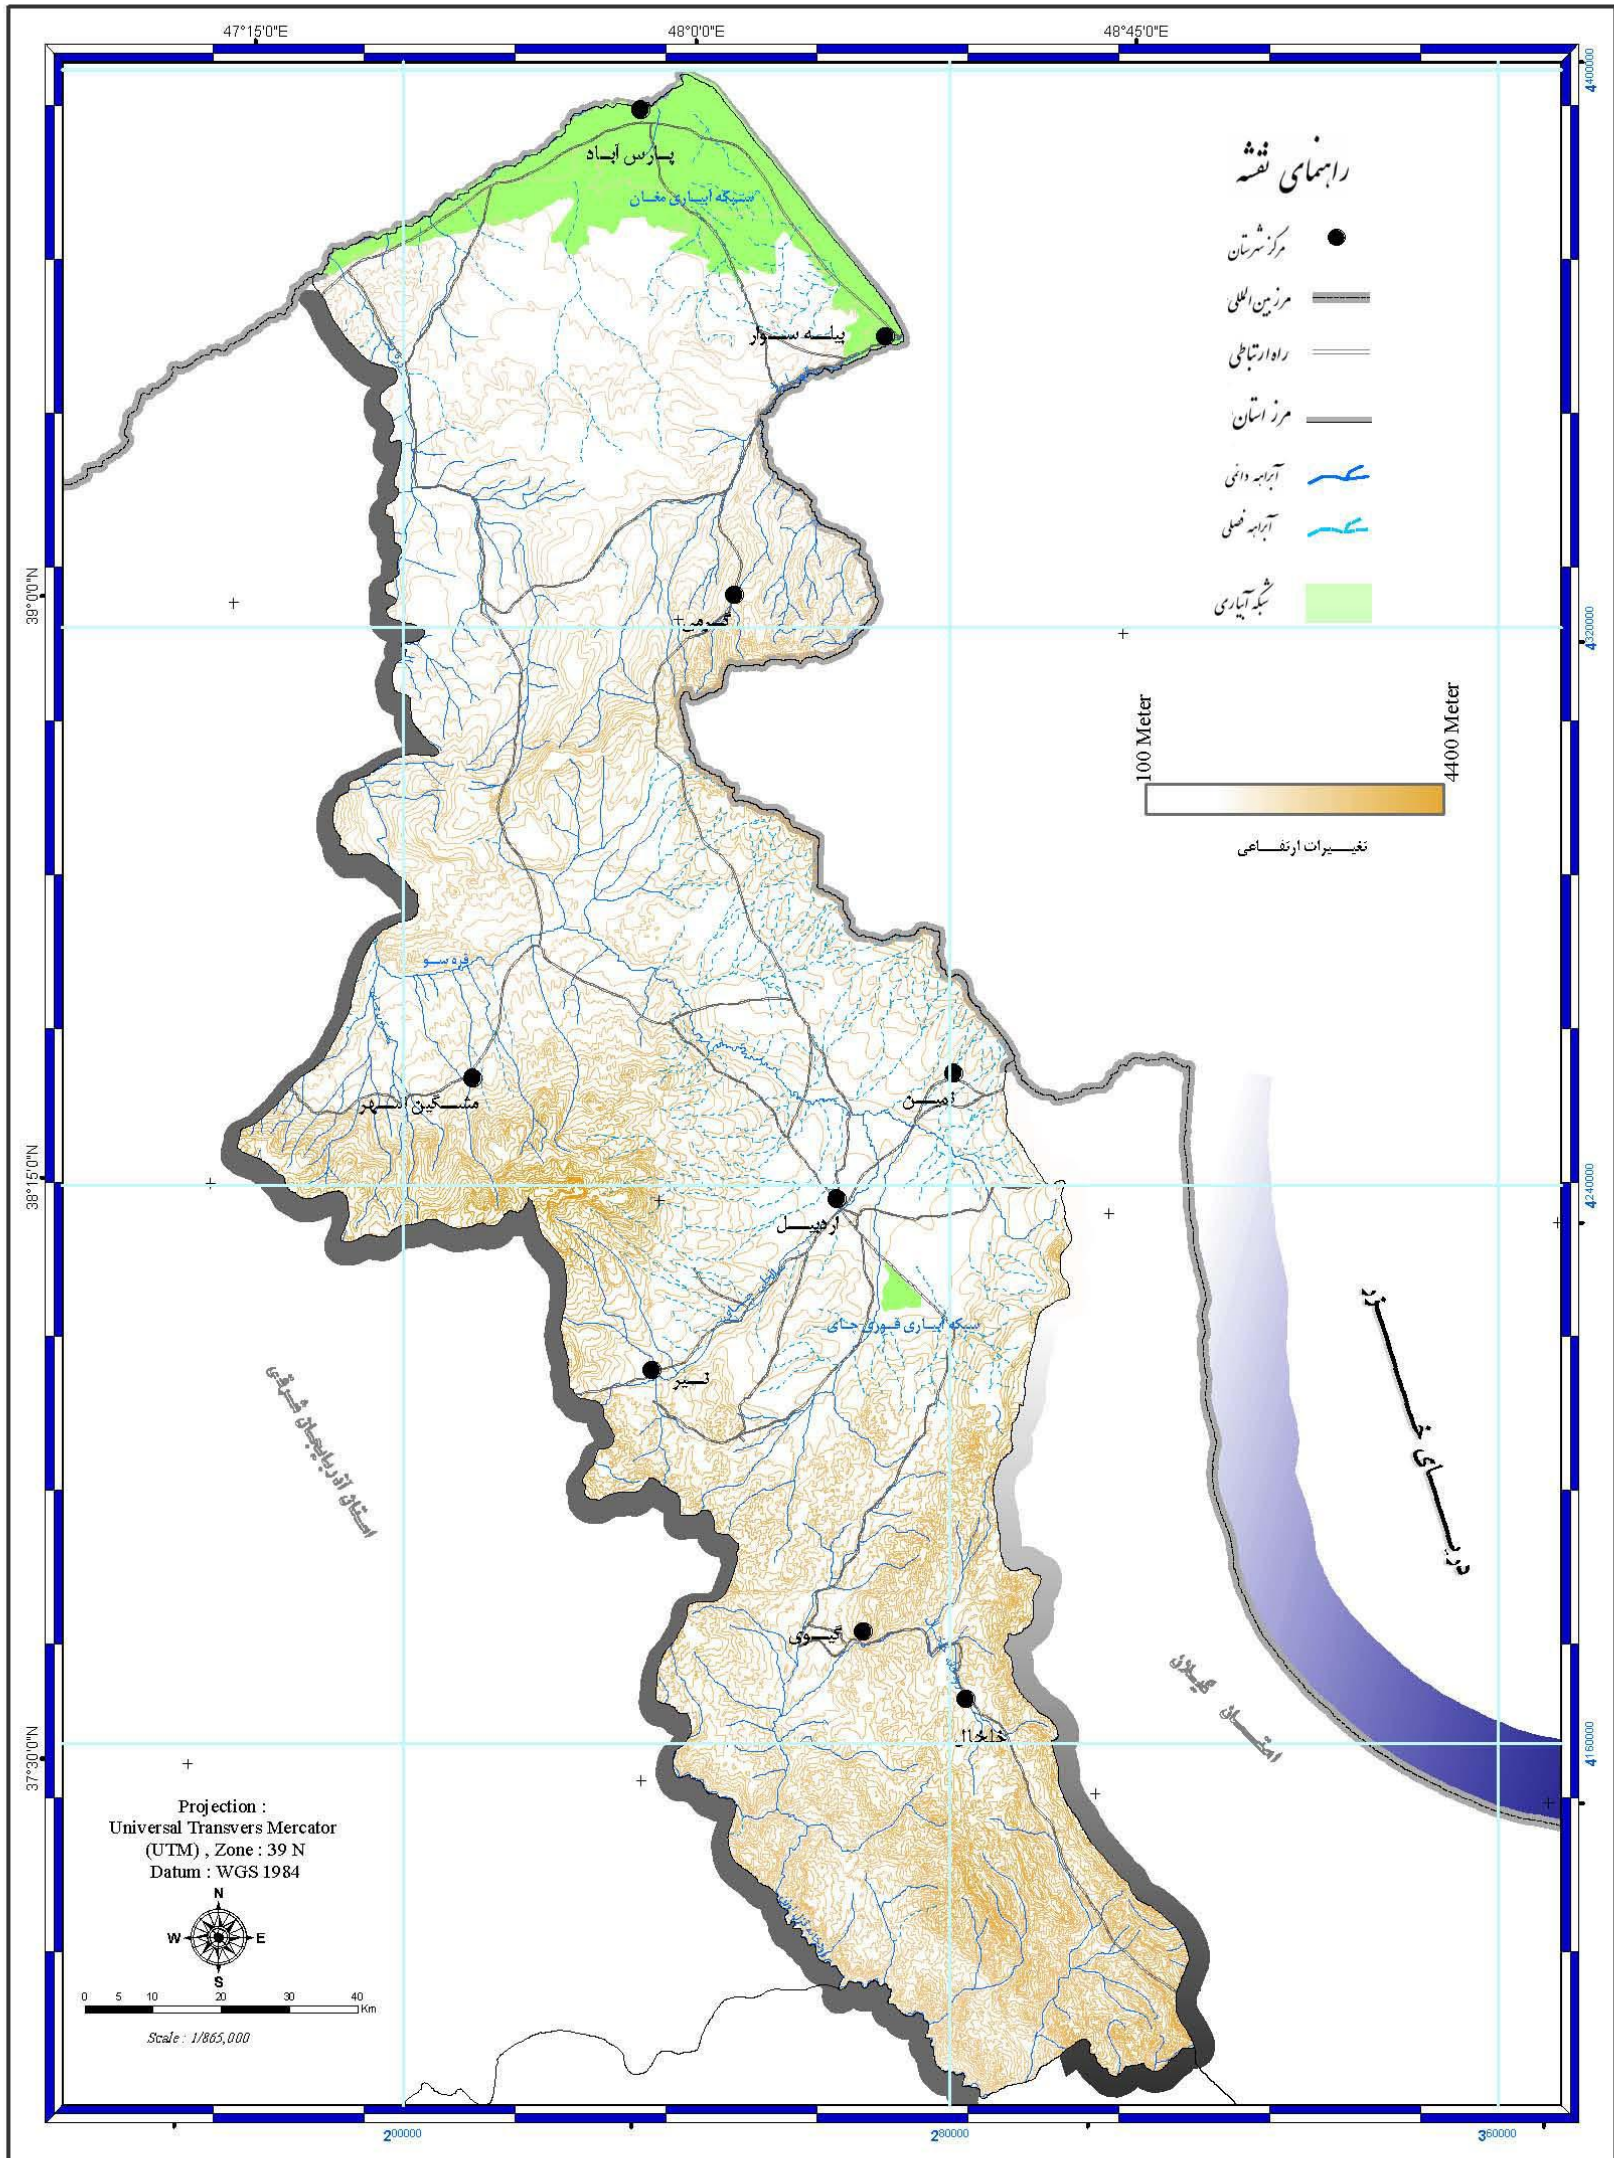 47°15'0"E
48°0'0"E
48°45'0"E
4400000
راهنمای نقشه
مرکز شهرستان
مرز بین المللی
راه ارتباطی
مرز استان
آبراهه دائمی
آبراهه فصلی
شبکه آبیاری
پارس آباد
شبکه آبیاری مغان
بیله سوار
39°0'0"N
4320000
گرمی
100 Meter
4400 Meter
تغییرات ارتفاعی
قره سو
مشگین شهر
نمین
38°15'0"N
4240000
اردبیل
شبکه آبیاری قوری چای
دریای خزر
نیر
استان آذربایجان شرقی
گیوی
استان گیلان
خلخال
37°30'0"N
4160000
Projection :
Universal Transvers Mercator
(UTM) , Zone : 39 N
Datum : WGS 1984
N
W E
S
0 5 10 20 30 40
Km
Scale : 1/865,000
200000
280000
360000